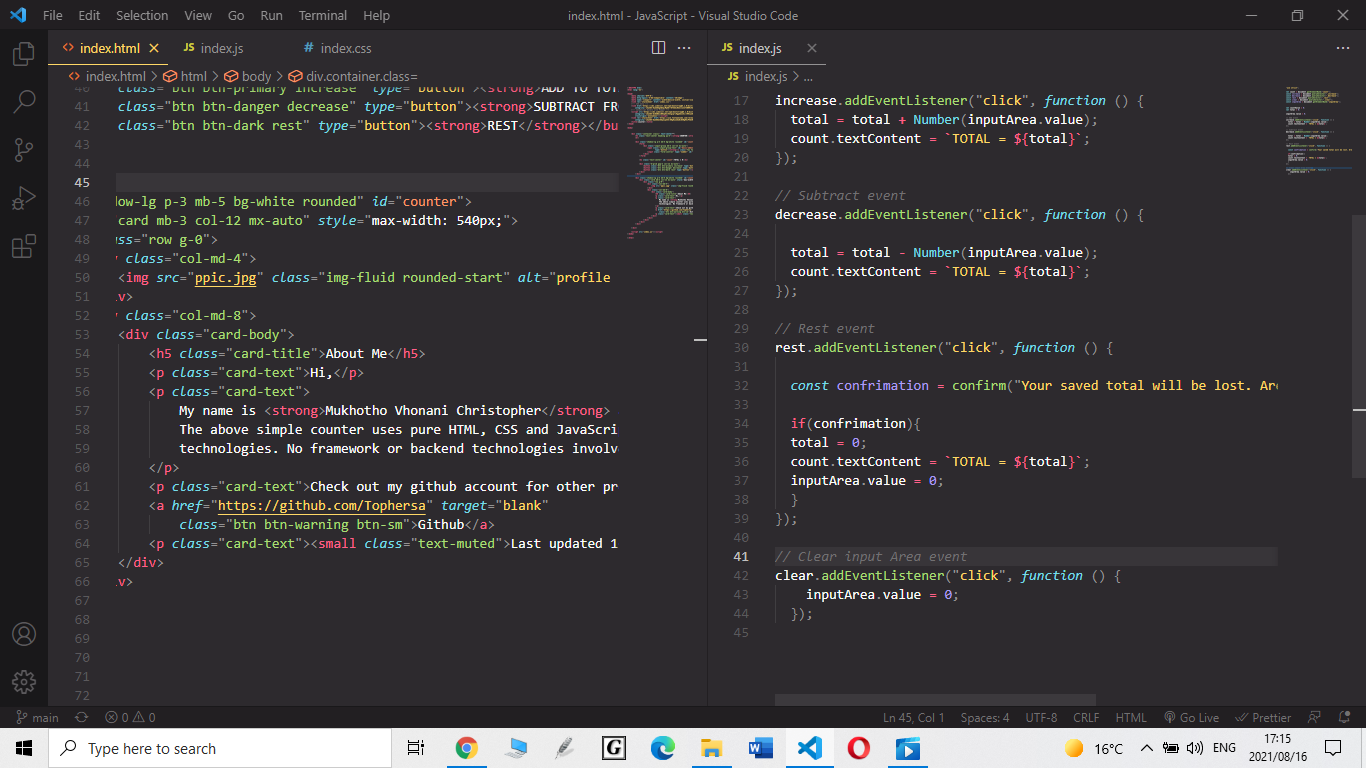 File Edit Selection View Go Run Terminal Help
index.html - JavaScript - Visual Studio Code
<> index.html
JS index.js
# index.css
<> index.html > html > body > div.container.class=
40 class="btn btn-primary increase" type="button"><strong>ADD TO TOT
41 class="btn btn-danger decrease" type="button"><strong>SUBTRACT FR
42 class="btn btn-dark rest" type="button"><strong>REST</strong></bu
43
44
45
46 dow-lg p-3 mb-5 bg-white rounded" id="counter">
47 card mb-3 col-12 mx-auto" style="max-width: 540px;">
48 ass="row g-0">
49 class="col-md-4">
50 <img src="ppic.jpg" class="img-fluid rounded-start" alt="profile
51 iv>
52 class="col-md-8">
53 <div class="card-body">
54 <h5 class="card-title">About Me</h5>
55 <p class="card-text">Hi,</p>
56 <p class="card-text">
57 My name is <strong>Mukhotho Vhonani Christopher</strong>
58 The above simple counter uses pure HTML, CSS and JavaScri
59 technologies. No framework or backend technologies involv
60 </p>
61 <p class="card-text">Check out my github account for other pr
62 <a href="https://github.com/Tophersa" target="blank"
63 class="btn btn-warning btn-sm">Github</a>
64 <p class="card-text"><small class="text-muted">Last updated 1
65 </div>
66 iv>
67
68
69
70
71
72
JS index.js
JS index.js > ...
17 increase.addEventListener("click", function () {
18 total = total + Number(inputArea.value);
19 count.textContent = `TOTAL = ${total}`;
20 });
21
22 // Subtract event
23 decrease.addEventListener("click", function () {
24
25 total = total - Number(inputArea.value);
26 count.textContent = `TOTAL = ${total}`;
27 });
28
29 // Rest event
30 rest.addEventListener("click", function () {
31
32 const confrimation = confirm("Your saved total will be lost. Are
33
34 if(confrimation){
35 total = 0;
36 count.textContent = `TOTAL = ${total}`;
37 inputArea.value = 0;
38 }
39 });
40
41 // Clear input Area event
42 clear.addEventListener("click", function () {
43 inputArea.value = 0;
44 });
45
main
0 0
Ln 45, Col 1 Spaces: 4 UTF-8 CRLF HTML Go Live Prettier
Type here to search
G
16°C
ENG
17:15
2021/08/16